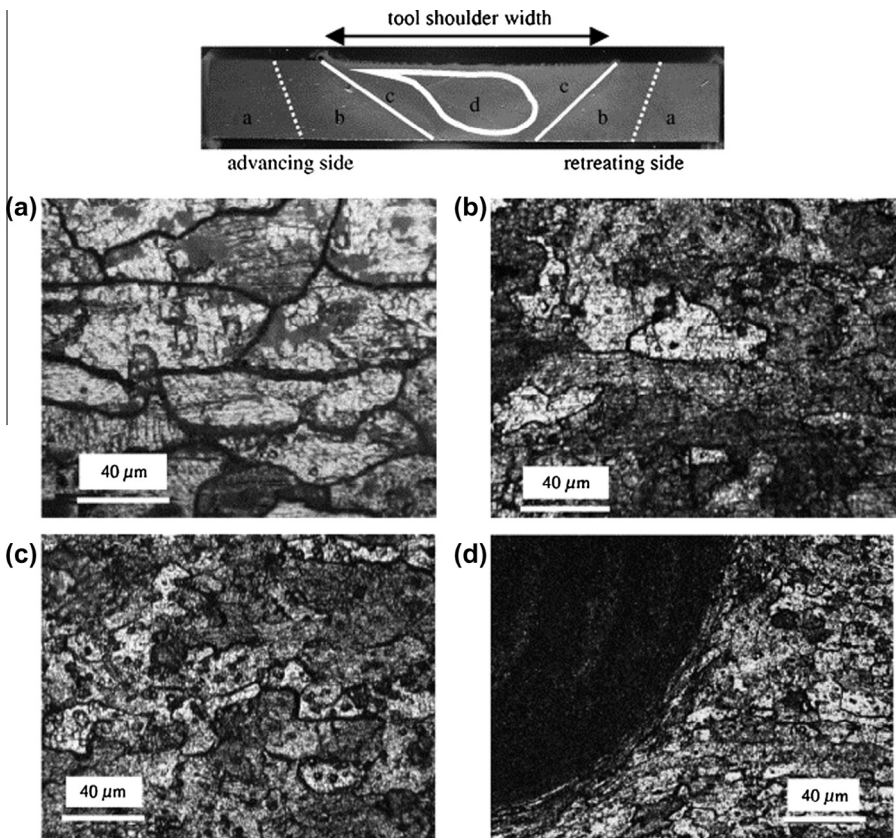 tool shoulder width
a b c d c b a
advancing side retreating side
(a) (b)
40 μm 40 μm
(c) (d)
40 μm 40 μm